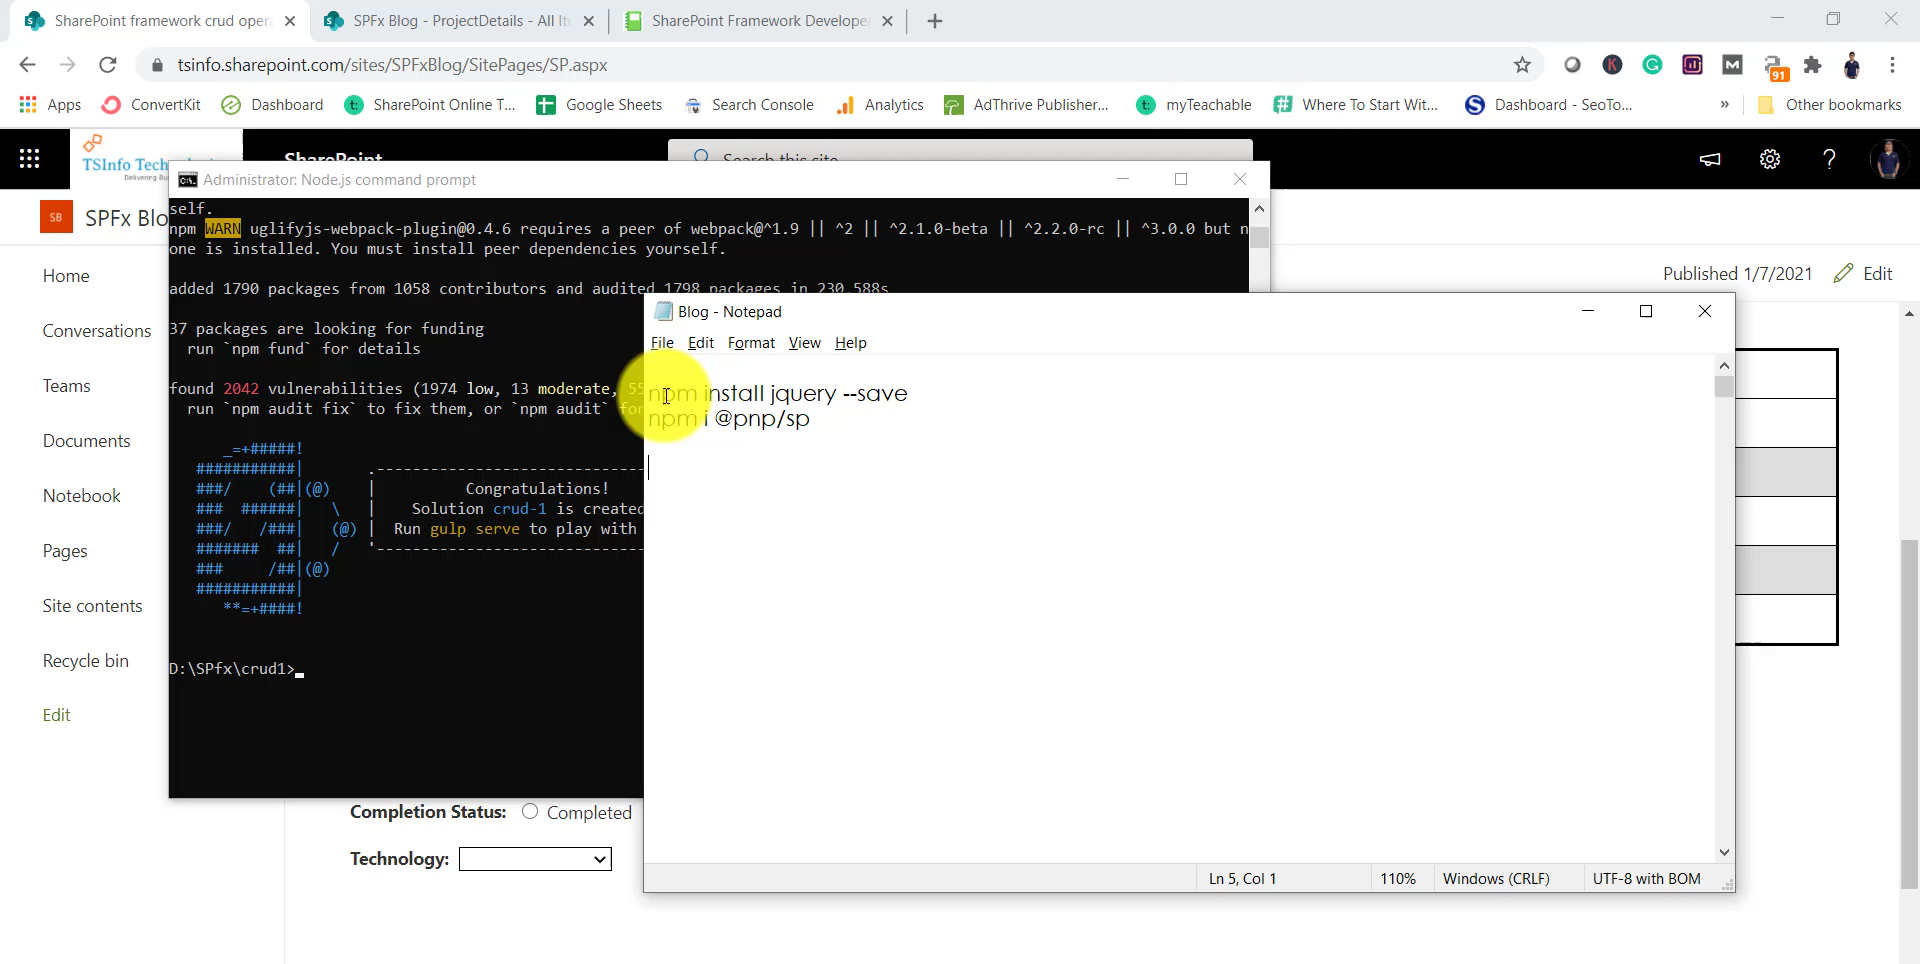 SharePoint framework crud oper
SPFx Blog - ProjectDetails - All It
SharePoint Framework Develope
tsinfo.sharepoint.com/sites/SPFxBlog/SitePages/SP.aspx
91
Apps
ConvertKit
Dashboard
SharePoint Online T...
Google Sheets
Search Console
Analytics
AdThrive Publisher...
myTeachable
Where To Start Wit...
Dashboard - SeoTo...
»
Other bookmarks
TSInfo Tech
SharePoint
Search this site
SB
SPFx Blo
Home
Conversations
Teams
Documents
Notebook
Pages
Site contents
Recycle bin
Edit
Published 1/7/2021
Edit
Administrator: Node.js command prompt
self.
npm WARN uglifyjs-webpack-plugin@0.4.6 requires a peer of webpack@^1.9 || ^2 || ^2.1.0-beta || ^2.2.0-rc || ^3.0.0 but n
one is installed. You must install peer dependencies yourself.
added 1790 packages from 1058 contributors and audited 1798 packages in 230.588s
37 packages are looking for funding
run `npm fund` for details
found 2042 vulnerabilities (1974 low, 13 moderate, 55
run `npm audit fix` to fix them, or `npm audit` for
_=+#####!
###########| .-----------------------------
###/ (##|(@) | Congratulations!
### ######| \ | Solution crud-1 is created
###/ /###| (@) | Run gulp serve to play with
####### ##| / '-----------------------------
### /##|(@)
###########|
**=+####!
D:\SPfx\crud1>_
Blog - Notepad
File Edit Format View Help
npm install jquery --save
npm i @pnp/sp
Ln 5, Col 1
110%
Windows (CRLF)
UTF-8 with BOM
Completion Status:
Completed
Technology: